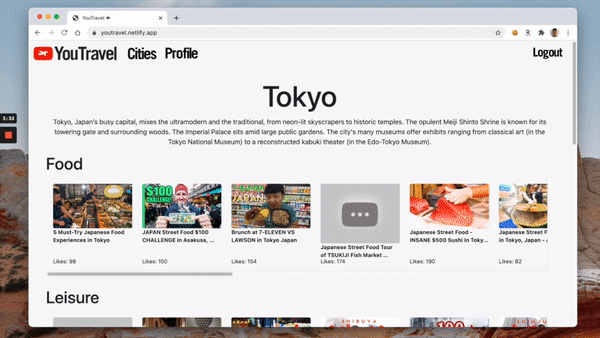 YouTravel
youtravel.netlify.app
YouTravel Cities Profile
Logout
3:33
Tokyo
Tokyo, Japan's busy capital, mixes the ultramodern and the traditional, from neon-lit skyscrapers to historic temples. The opulent Meiji Shinto Shrine is known for its
towering gate and surrounding woods. The Imperial Palace sits amid large public gardens. The city's many museums offer exhibits ranging from classical art (in the
Tokyo National Museum) to a reconstructed kabuki theater (in the Edo-Tokyo Museum).
Food
$100
CHALLENGE
JAPAN
5 Must-Try Japanese Food
Experiences in Tokyo
Likes: 98
JAPAN Street Food $100
CHALLENGE in Asakusa, ...
Likes: 150
Brunch at 7-ELEVEN VS
LAWSON in Tokyo Japan
Likes: 154
Japanese Street Food Tour
of TSUKIJI Fish Market ...
Likes: 174
Japanese Street Food -
INSANE $500 Sushi In Toky...
Likes: 190
Japanese Street F
in Tokyo, Japan - A
Likes: 82
Leisure
SHIBUYA
100